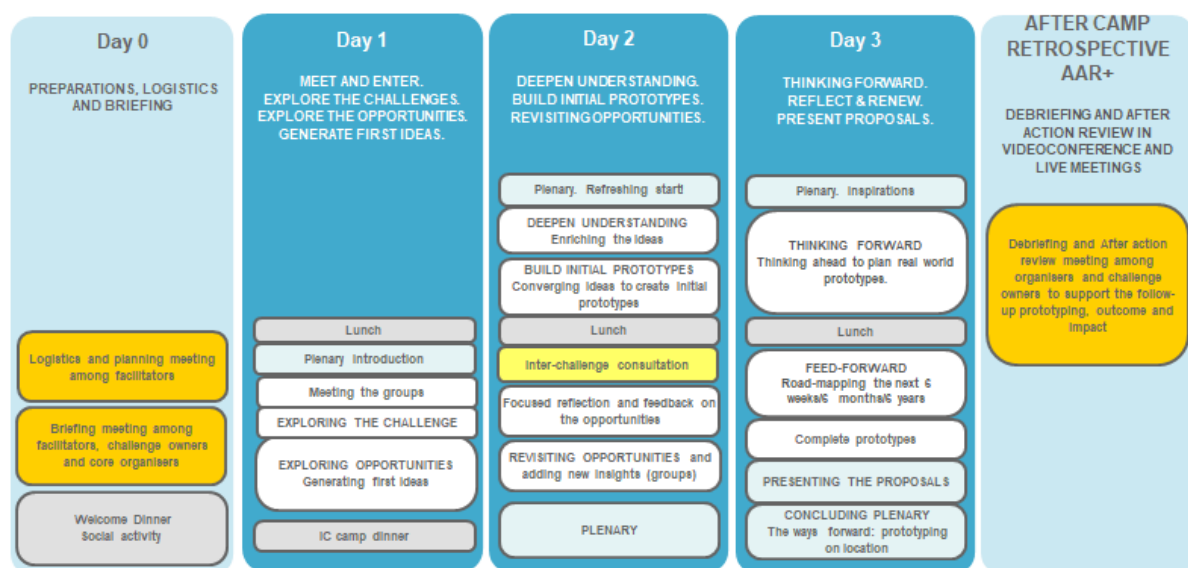 Day 0
PREPARATIONS, LOGISTICS
AND BRIEFING
Logistics and planning meeting
among facilitators
Briefing meeting among
facilitators, challenge owners
and core organisers
Welcome Dinner
Social activity
Day 1
MEET AND ENTER.
EXPLORE THE CHALLENGES.
EXPLORE THE OPPORTUNITIES.
GENERATE FIRST IDEAS.
Lunch
Plenary Introduction
Meeting the groups
EXPLORING THE CHALLENGE
EXPLORING OPPORTUNITIES
Generating first ideas
IC camp dinner
Day 2
DEEPEN UNDERSTANDING.
BUILD INITIAL PROTOTYPES.
REVISITING OPPORTUNITIES.
Plenary. Refreshing start!
DEEPEN UNDERSTANDING
Enriching the ideas
BUILD INITIAL PROTOTYPES
Converging ideas to create initial
prototypes
Lunch
Inter-challenge consultation
Focused reflection and feedback on
the opportunities
REVISITING OPPORTUNITIES and
adding new insights (groups)
PLENARY
Day 3
THINKING FORWARD.
REFLECT & RENEW.
PRESENT PROPOSALS.
Plenary. Inspirations
THINKING FORWARD
Thinking ahead to plan real world
prototypes.
Lunch
FEED-FORWARD
Road-mapping the next 6
weeks/6 months/6 years
Complete prototypes
PRESENTING THE PROPOSALS
CONCLUDING PLENARY
The ways forward: prototyping
on location
AFTER CAMP
RETROSPECTIVE
AAR+
DEBRIEFING AND AFTER
ACTION REVIEW IN
VIDEOCONFERENCE AND
LIVE MEETINGS
Debriefing and After action
review meeting among
organisers and challenge
owners to support the follow-
up prototyping, outcome and
impact